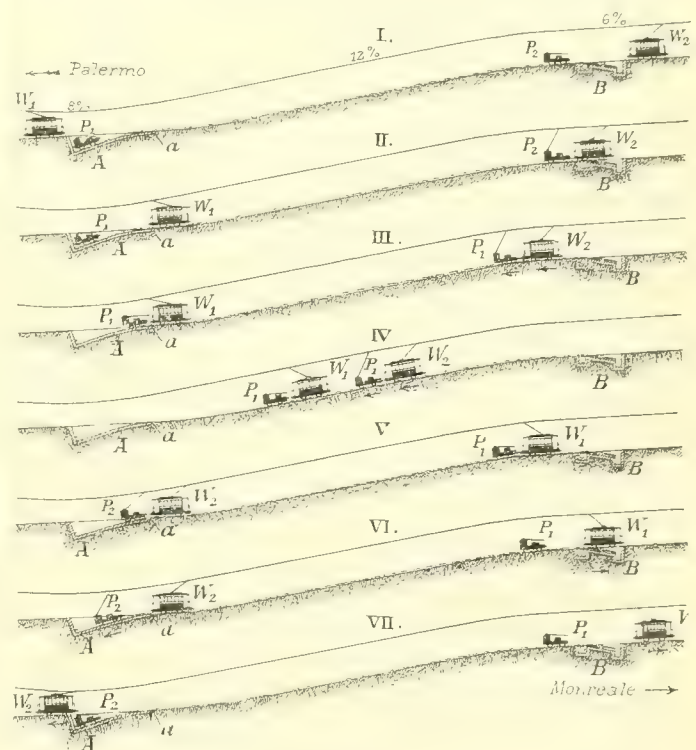 6%
I.
12%
P2
W2
Palermo
W1
8%
P1
A
a
B
II.
P2
W2
P1
W1
A
a
B
III.
P1
W2
P1
W1
A
a
B
IV
P1
W1
P1
W2
B
A
a
V
P1
W1
P2
W2
A
a
B
VI.
P1
W1
P2
W2
A
a
B
VII.
P1
B
W2
P2
A
a
Monreale